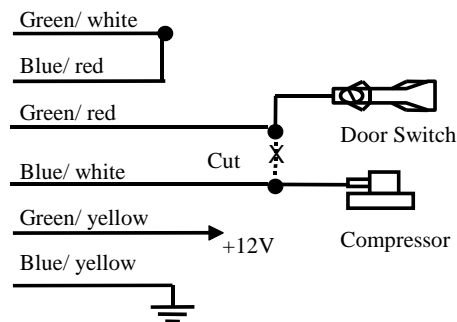 Green/ white
Blue/ red
Green/ red
Door Switch
Cut
Blue/ white
Green/ yellow
+12V
Compressor
Blue/ yellow